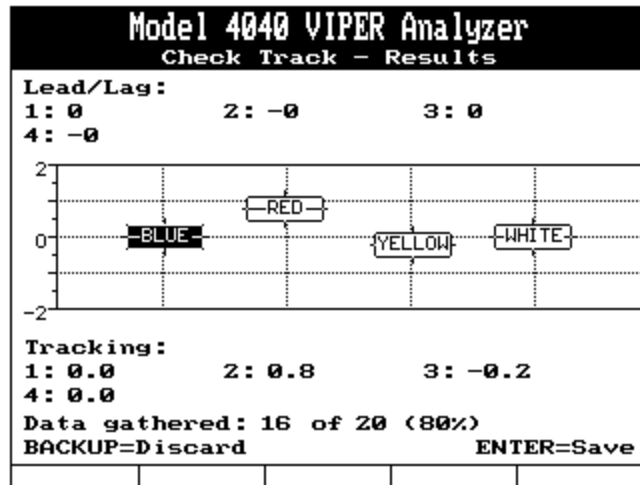 Model 4040 VIPER Analyzer
Check Track - Results
Lead/Lag:
1: 0 2: -0 3: 0
4: -0
2
RED
BLUE YELLOW WHITE
0
-2
Tracking:
1: 0.0 2: 0.8 3: -0.2
4: 0.0
Data gathered: 16 of 20 (80%)
BACKUP=Discard ENTER=Save